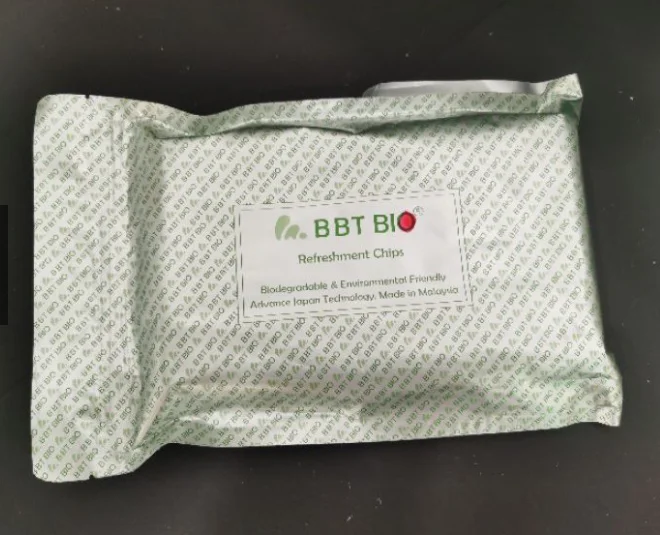 BBT BIO®
Refreshment Chips
Biodegradable & Environmental Friendly
Advance Japan Technology. Made in Malaysia